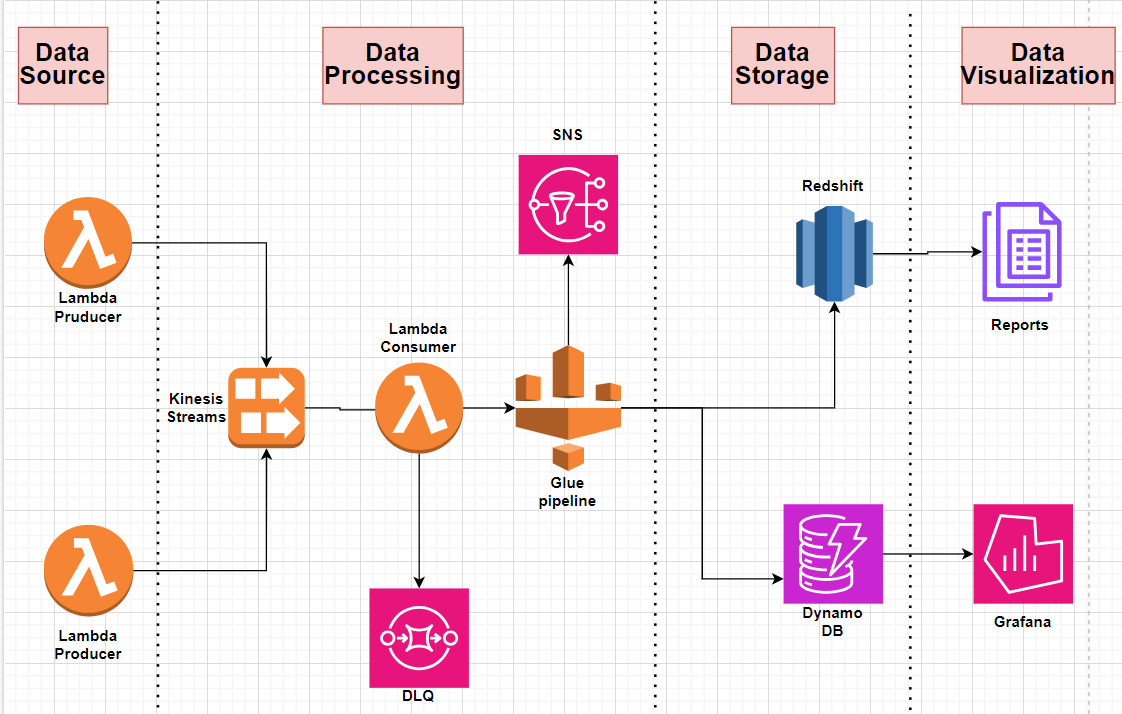 Data
Source
Data
Processing
Data
Storage
Data
Visualization
SNS
Redshift
Lambda
Pruducer
Reports
Lambda
Consumer
Kinesis
Streams
Glue
pipeline
Dynamo
DB
Grafana
Lambda
Producer
DLQ